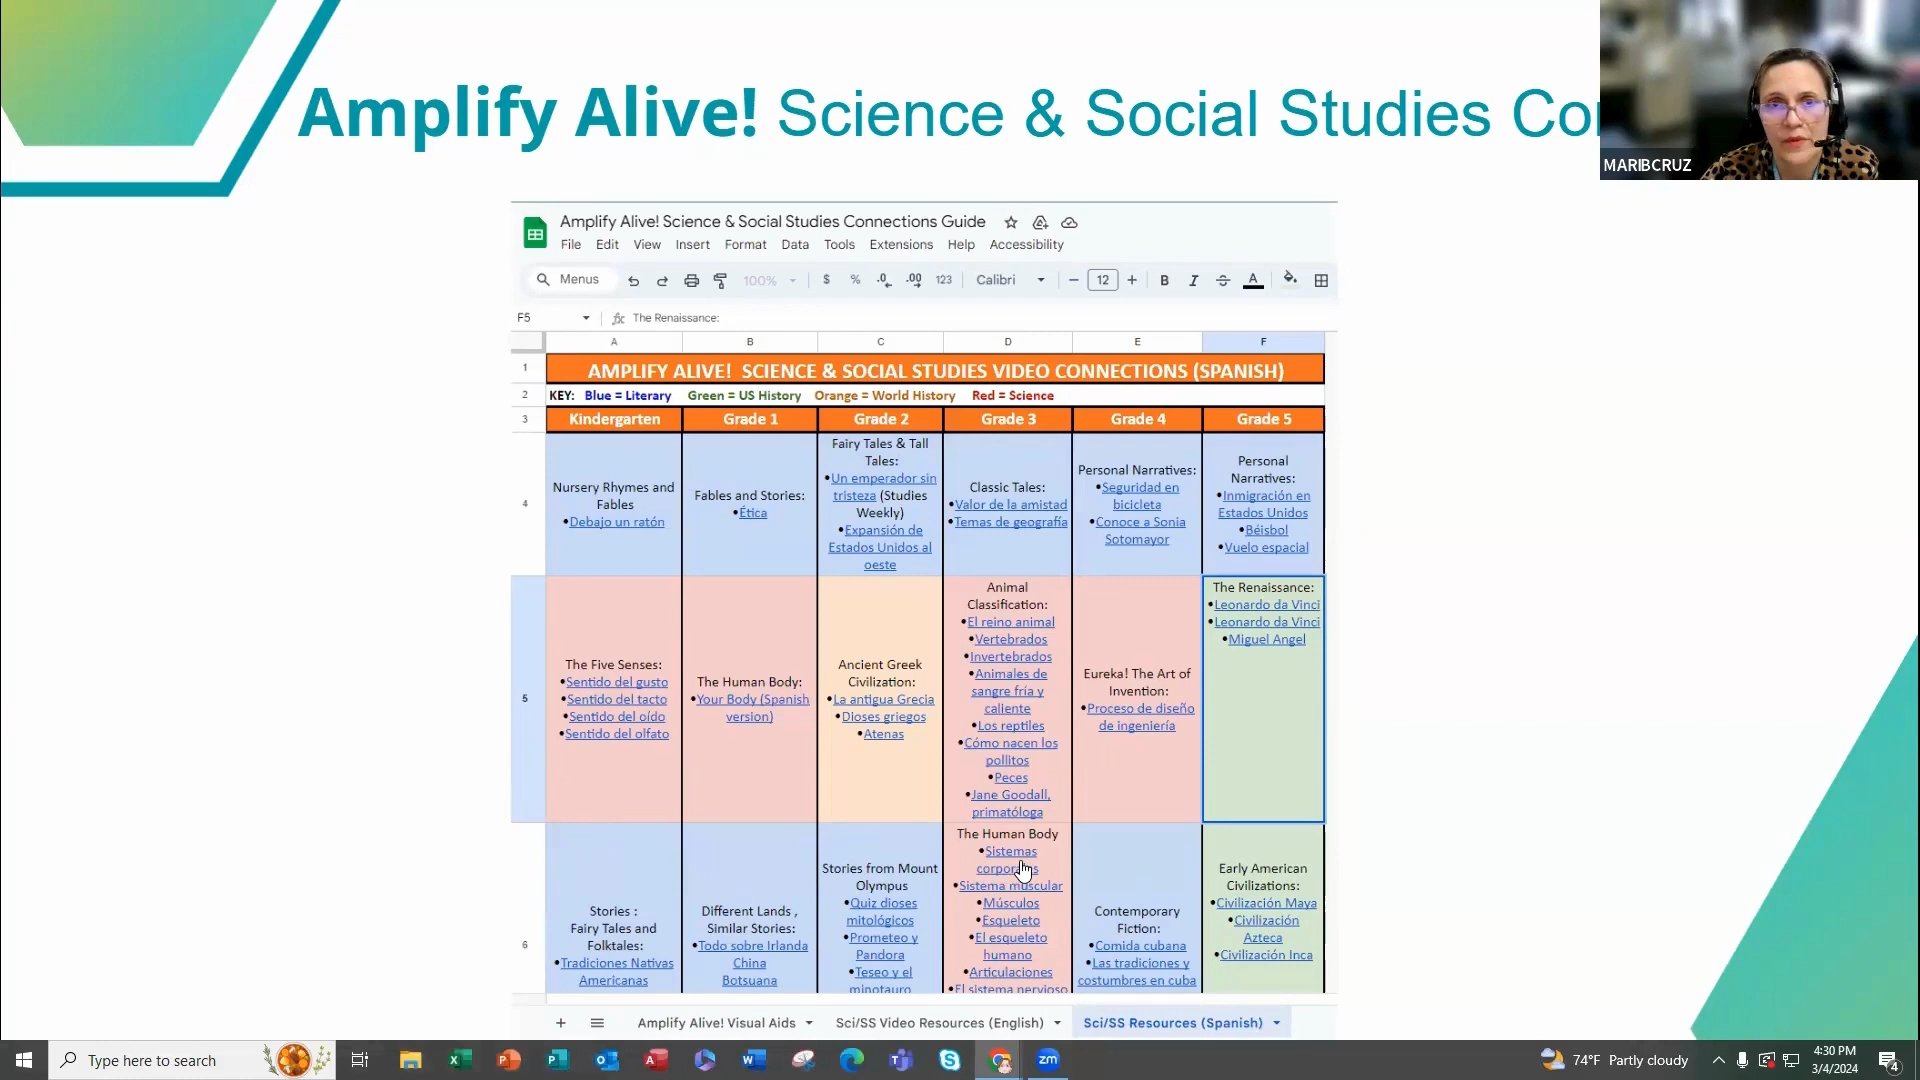 Amplify Alive! Science & Social Studies Co
MARIBCRUZ
Amplify Alive! Science & Social Studies Connections Guide
File Edit View Insert Format Data Tools Extensions Help Accessibility
Menus 100% $ % .0 .00 123 Calibri 12 B I A
F5 fx The Renaissance:
A B C D E F
1 AMPLIFY ALIVE! SCIENCE & SOCIAL STUDIES VIDEO CONNECTIONS (SPANISH)
2 KEY: Blue = Literary Green = US History Orange = World History Red = Science
3 Kindergarten Grade 1 Grade 2 Grade 3 Grade 4 Grade 5
4
Nursery Rhymes and
Fables
•Debajo un ratón
Fables and Stories:
•Ética
Fairy Tales & Tall
Tales:
•Un emperador sin
tristeza (Studies
Weekly)
•Expansión de
Estados Unidos al
oeste
Classic Tales:
•Valor de la amistad
•Temas de geografía
Personal Narratives:
•Seguridad en
bicicleta
•Conoce a Sonia
Sotomayor
Personal
Narratives:
•Inmigración en
Estados Unidos
•Béisbol
•Vuelo espacial
5
The Five Senses:
•Sentido del gusto
•Sentido del tacto
•Sentido del oído
•Sentido del olfato
The Human Body:
•Your Body (Spanish
version)
Ancient Greek
Civilization:
•La antigua Grecia
•Dioses griegos
•Atenas
Animal
Classification:
•El reino animal
•Vertebrados
•Invertebrados
•Animales de
sangre fría y
caliente
•Los reptiles
•Cómo nacen los
pollitos
•Peces
•Jane Goodall,
primatóloga
Eureka! The Art of
Invention:
•Proceso de diseño
de ingeniería
The Renaissance:
•Leonardo da Vinci
•Leonardo da Vinci
•Miguel Angel
6
Stories :
Fairy Tales and
Folktales:
•Tradiciones Nativas
Americanas
Different Lands ,
Similar Stories:
•Todo sobre Irlanda
China
Botsuana
Stories from Mount
Olympus
•Quiz dioses
mitológicos
•Prometeo y
Pandora
•Teseo y el
minotauro
The Human Body
•Sistemas
•Sistema muscular
•Músculos
•Esqueleto
•El esqueleto
humano
•Articulaciones
•El sistema nervioso
Contemporary
Fiction:
•Comida cubana
•Las tradiciones y
costumbres en cuba
Early American
Civilizations:
•Civilización Maya
•Civilización
Azteca
•Civilización Inca
Amplify Alive! Visual Aids Sci/SS Video Resources (English) Sci/SS Resources (Spanish)
Type here to search 74°F Partly cloudy 4:30 PM
3/4/2024
4